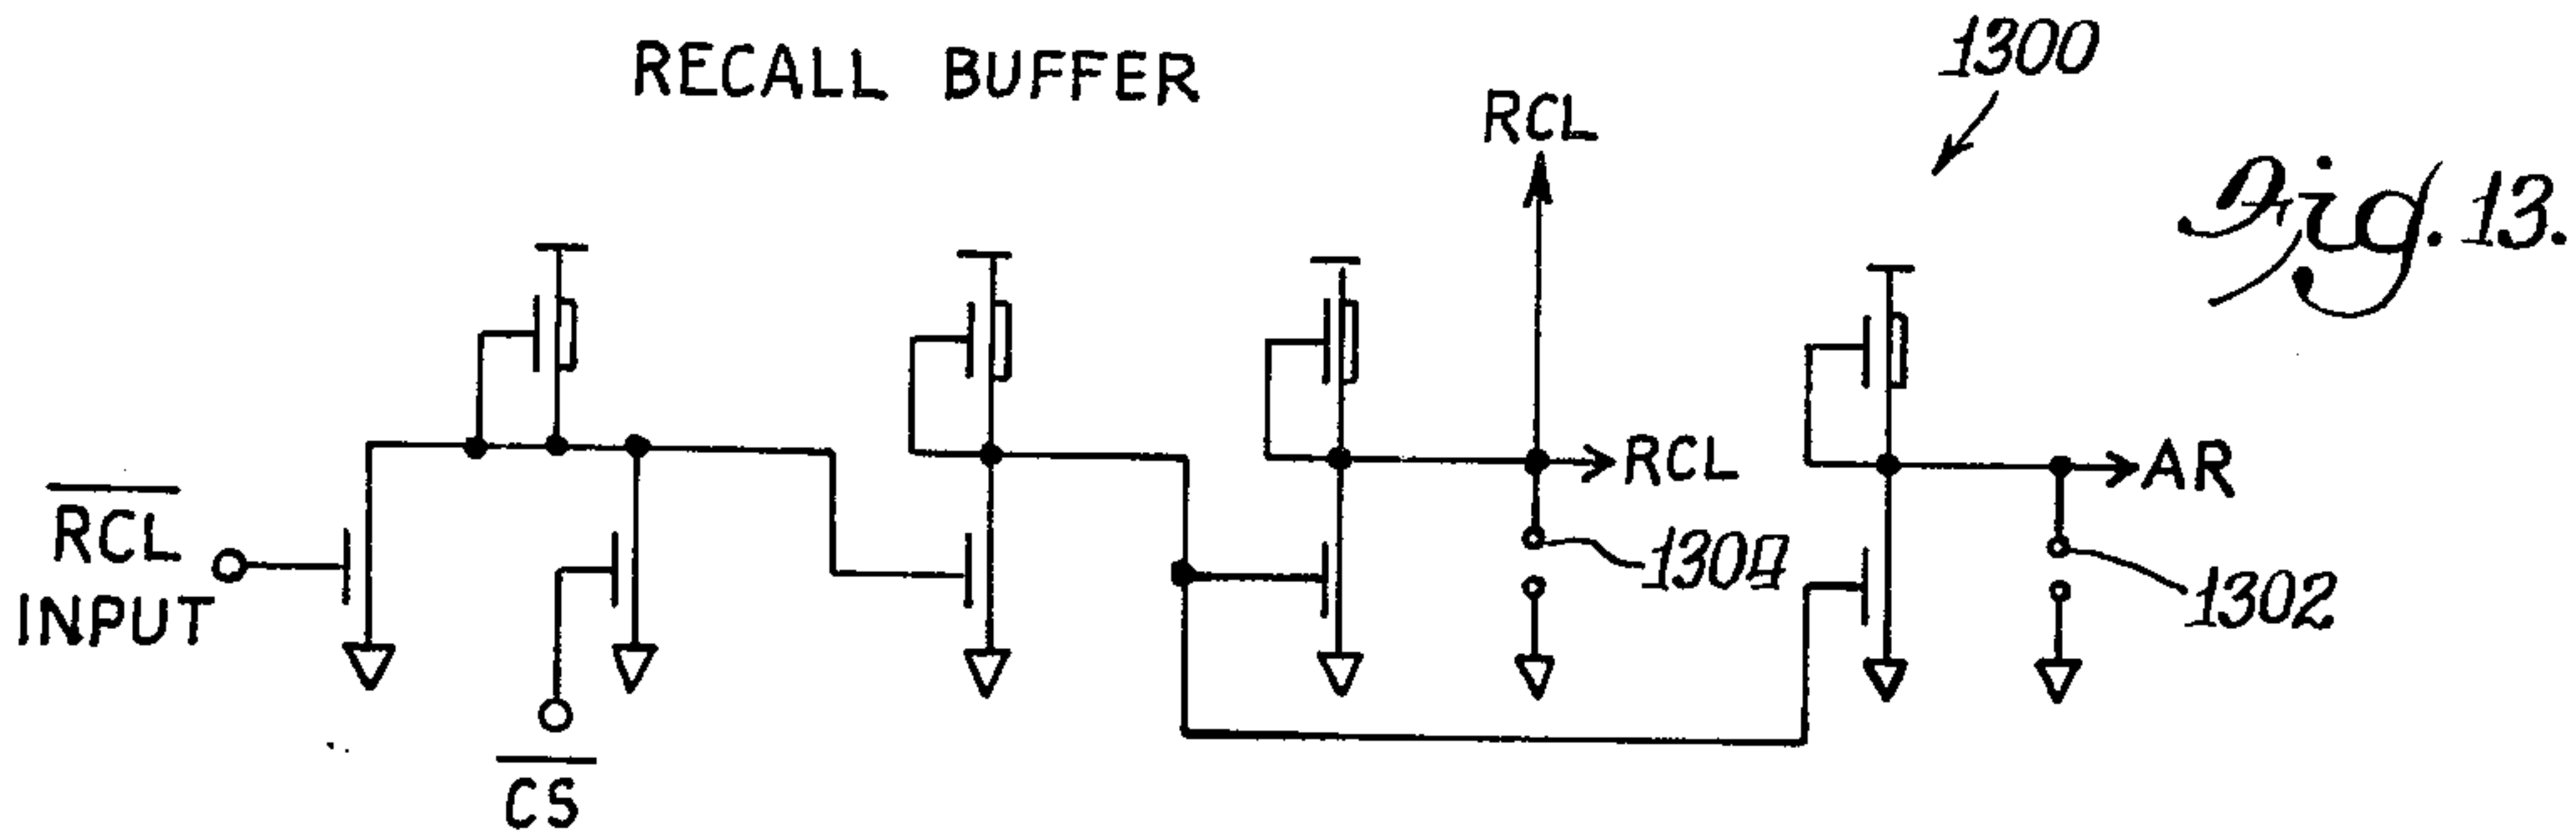 RECALL BUFFER
1300
Fig. 13.
RCL
RCL
AR
1304
1302
RCL
INPUT
CS